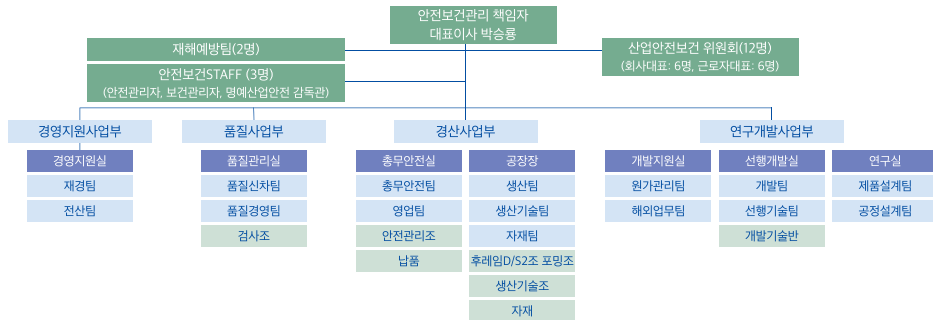 안전보건관리 책임자
대표이사 박승룡
재해예방팀(2명)
산업안전보건 위원회(12명)
(회사대표: 6명, 근로자대표: 6명)
안전보건STAFF (3명)
(안전관리자, 보건관리자, 명예산업안전 감독관)
경영지원사업부
품질사업부
경산사업부
연구개발사업부
경영지원실
재경팀
전산팀
품질관리실
품질신차팀
품질경영팀
검사조
총무안전실
총무안전팀
영업팀
안전관리조
납품
공장장
생산팀
생산기술팀
자재팀
후레임D/S2조 포밍조
생산기술조
자재
개발지원실
원가관리팀
해외업무팀
선행개발실
개발팀
선행기술팀
개발기술반
연구실
제품설계팀
공정설계팀